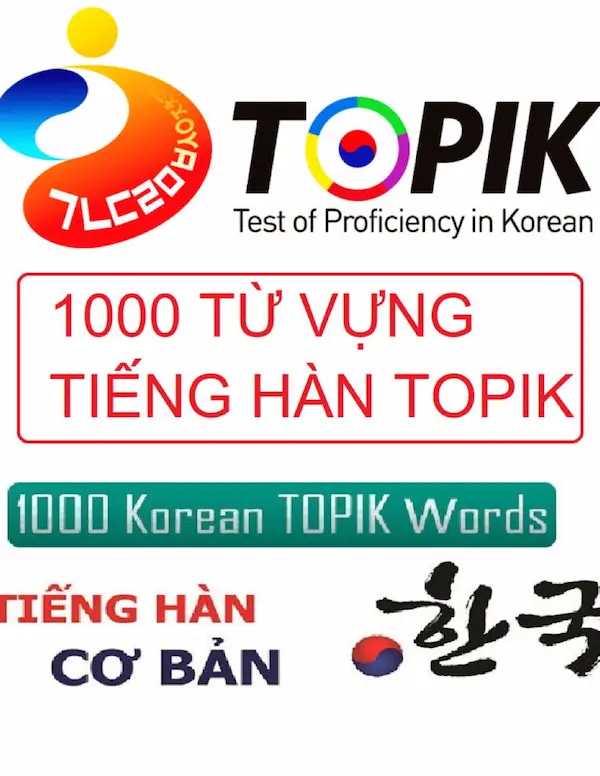 TOPIK
Test of Proficiency in Korean
1000 TỪ VỰNG
TIẾNG HÀN TOPIK
1000 Korean TOPIK Words
TIẾNG HÀN
CƠ BẢN
한국